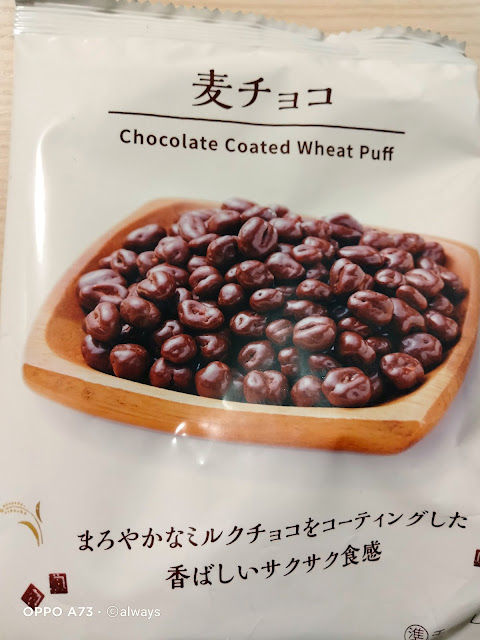 麦チョコ
Chocolate Coated Wheat Puff
まろやかなミルクチョコをコーティングした
香ばしいサクサク食感
準
OPPO A73・©always